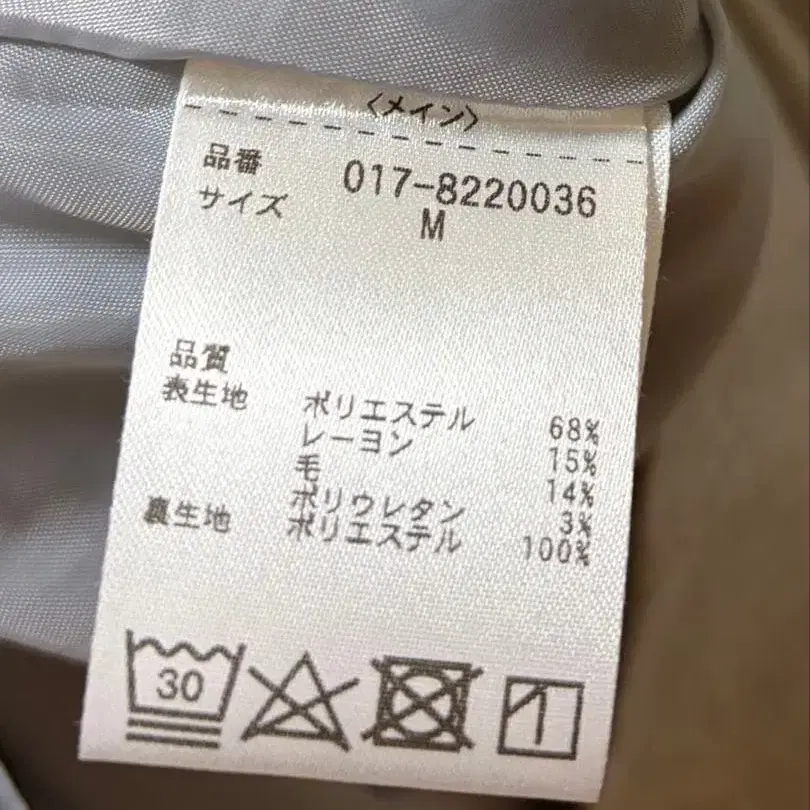 〈メイン〉
品番 017-8220036
サイズ M
品質
表生地 ポリエステル 68%
レーヨン 15%
毛 14%
ポリウレタン 3%
裏生地 ポリエステル 100%
30